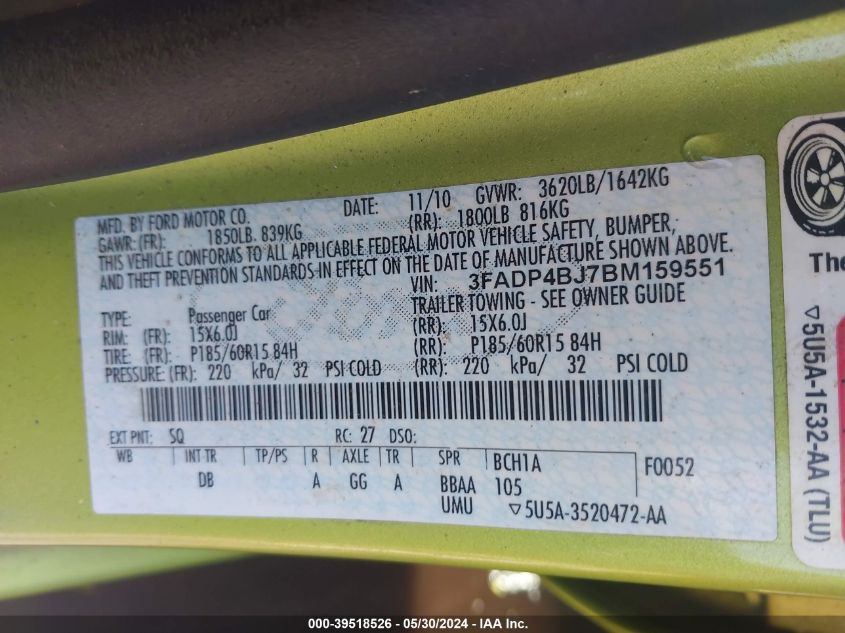 MFD. BY FORD MOTOR CO. DATE: 11/10 GVWR: 3620LB/1642KG
GAWR: (FR): 1850LB. 839KG (RR): 1800LB 816KG
THIS VEHICLE CONFORMS TO ALL APPLICABLE FEDERAL MOTOR VEHICLE SAFETY, BUMPER,
AND THEFT PREVENTION STANDARDS IN EFFECT ON THE DATE OF MANUFACTURE SHOWN ABOVE.
VIN: 3FADP4BJ7BM159551
TYPE: Passenger Car TRAILER TOWING - SEE OWNER GUIDE
RIM: (FR): 15X6.0J (RR): 15X6.0J
TIRE: (FR): P185/60R15 84H (RR): P185/60R15 84H
PRESSURE: (FR): 220 kPa/ 32 PSI COLD (RR): 220 kPa/ 32 PSI COLD
EXT PNT: SQ RC: 27 DSO:
WB INT TR TP/PS R AXLE TR SPR BCH1A F0052
DB A GG A BBAA 105
UMU ▽5U5A-3520472-AA
The
▽5U5A-1532-AA (TLU)
000-39518526 - 05/30/2024 - IAA Inc.